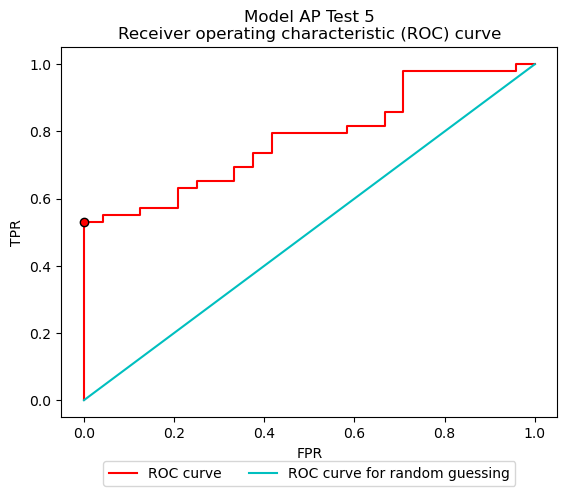 Model AP Test 5
Receiver operating characteristic (ROC) curve
1.0
0.8
0.6
0.4
0.2
0.0
TPR
0.0 0.2 0.4 0.6 0.8 1.0
FPR
ROC curve ROC curve for random guessing